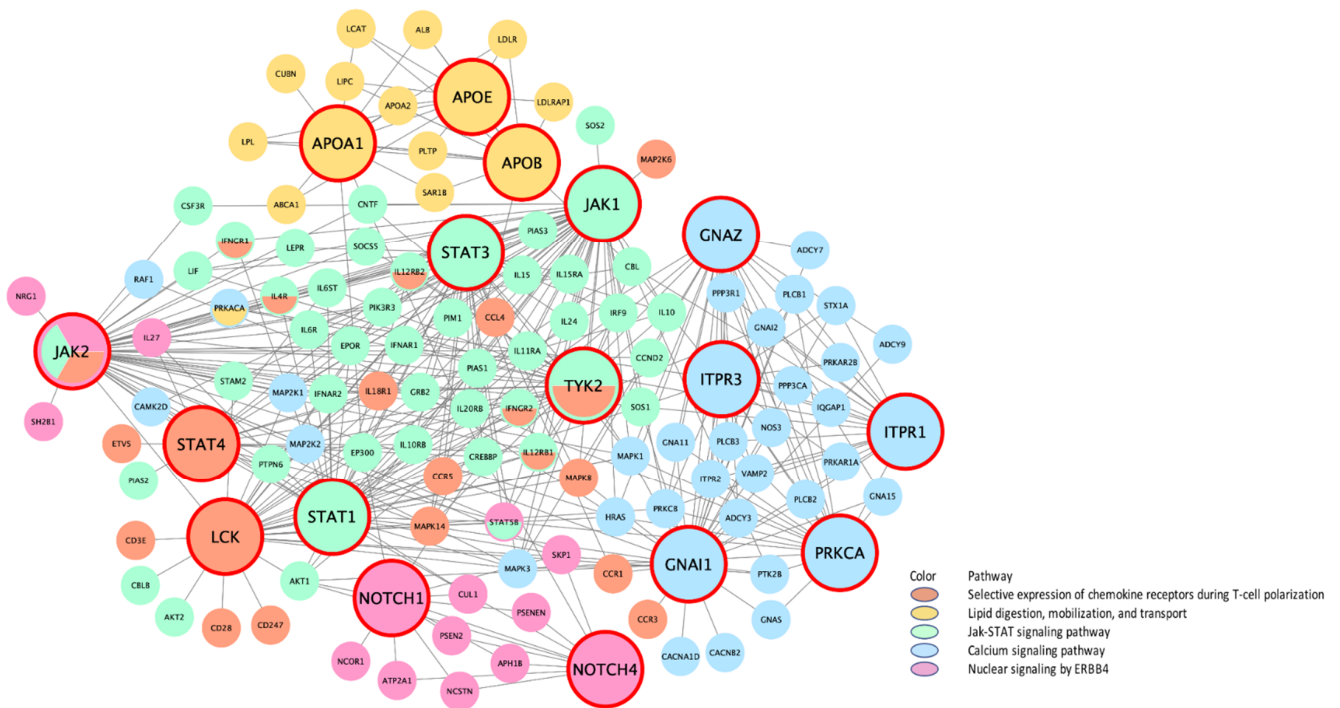 LCAT
ALB
LDLR
CUBN
LIPC
APOE
APOA2
LDLRAP1
SOS2
LPL
APOA1
PLTP
APOB
MAP2K6
SAR1B
CSF3R
ABCA1
CNTF
JAK1
IFNGR1
LEPR
SOCS5
STAT3
PIAS3
GNAZ
ADCY7
RAF1
LIF
IL12RB2
IL15
IL15RA
CBL
NRG1
PRKACA
IL4R
IL6ST
PIK3R3
PPP3R1
PLCB1
STX1A
IL27
IL6R
PIM1
CCL4
IL24
IRF9
IL10
GNAI2
JAK2
EPOR
IFNAR1
IL11RA
CCND2
ADCY9
PRKAR2B
STAM2
MAP2K1
IFNAR2
IL18R1
GRB2
PIAS1
TYK2
ITPR3
PPP3CA
SH2B1
CAMK2D
IL20RB
IFNGR2
SOS1
IQGAP1
ITPR1
ETV5
STAT4
MAP2K2
IL10RB
GNA11
PLCB3
NOS3
PIAS2
PTPN6
EP300
CREBBP
IL12RB1
MAPK1
PRKAR1A
CCR5
MAPK8
ITPR2
VAMP2
GNA15
LCK
STAT1
MAPK14
STAT5B
HRAS
PRKCB
ADCY3
PLCB2
CD3E
SKP1
GNAI1
PRKCA
CBLB
AKT1
MAPK3
CCR1
PTK2B
AKT2
CD28
CD247
NOTCH1
CUL1
PSENEN
CCR3
GNAS
NCOR1
PSEN2
APH1B
NOTCH4
CACNA1D
CACNB2
ATP2A1
NCSTN
Color Pathway
Selective expression of chemokine receptors during T-cell polarization
Lipid digestion, mobilization, and transport
Jak-STAT signaling pathway
Calcium signaling pathway
Nuclear signaling by ERBB4